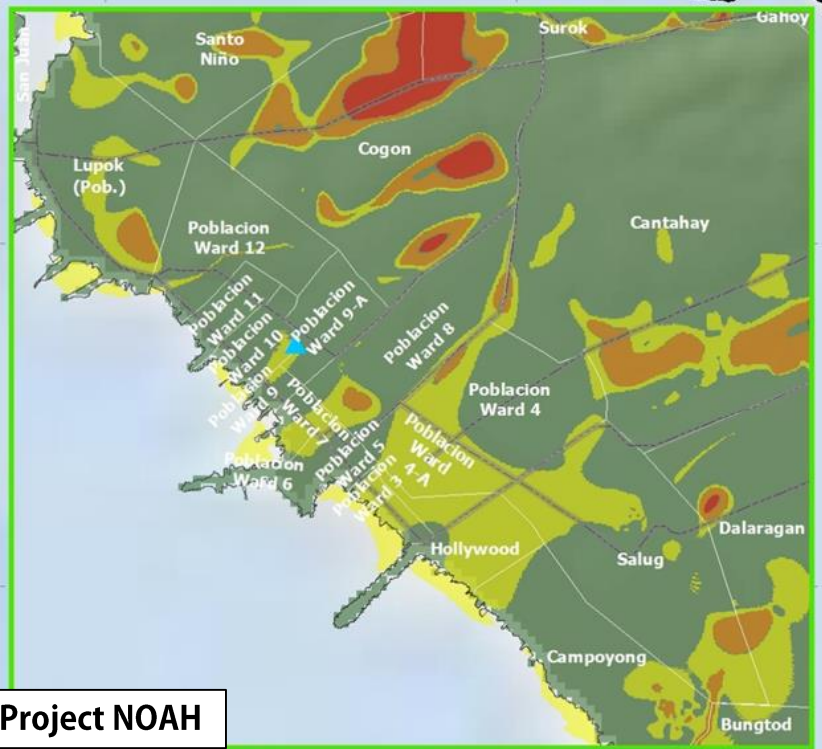 Surok
Gahoy
Santo
Niño
San Juan
Cogon
Lupok
(Pob.)
Cantahay
Poblacion
Ward 12
Poblacion
Ward 11
Poblacion
Ward 9-A
Poblacion
Ward 10
Poblacion
Ward 8
Poblacion
Ward 9
Poblacion
Ward 7
Poblacion
Ward 4
Poblacion
Ward
4-A
Poblacion
Ward 5
Poblacion
Ward 3
Poblacion
Ward 6
Hollywood
Dalaragan
Salug
Campoyong
Bungtod
Project NOAH